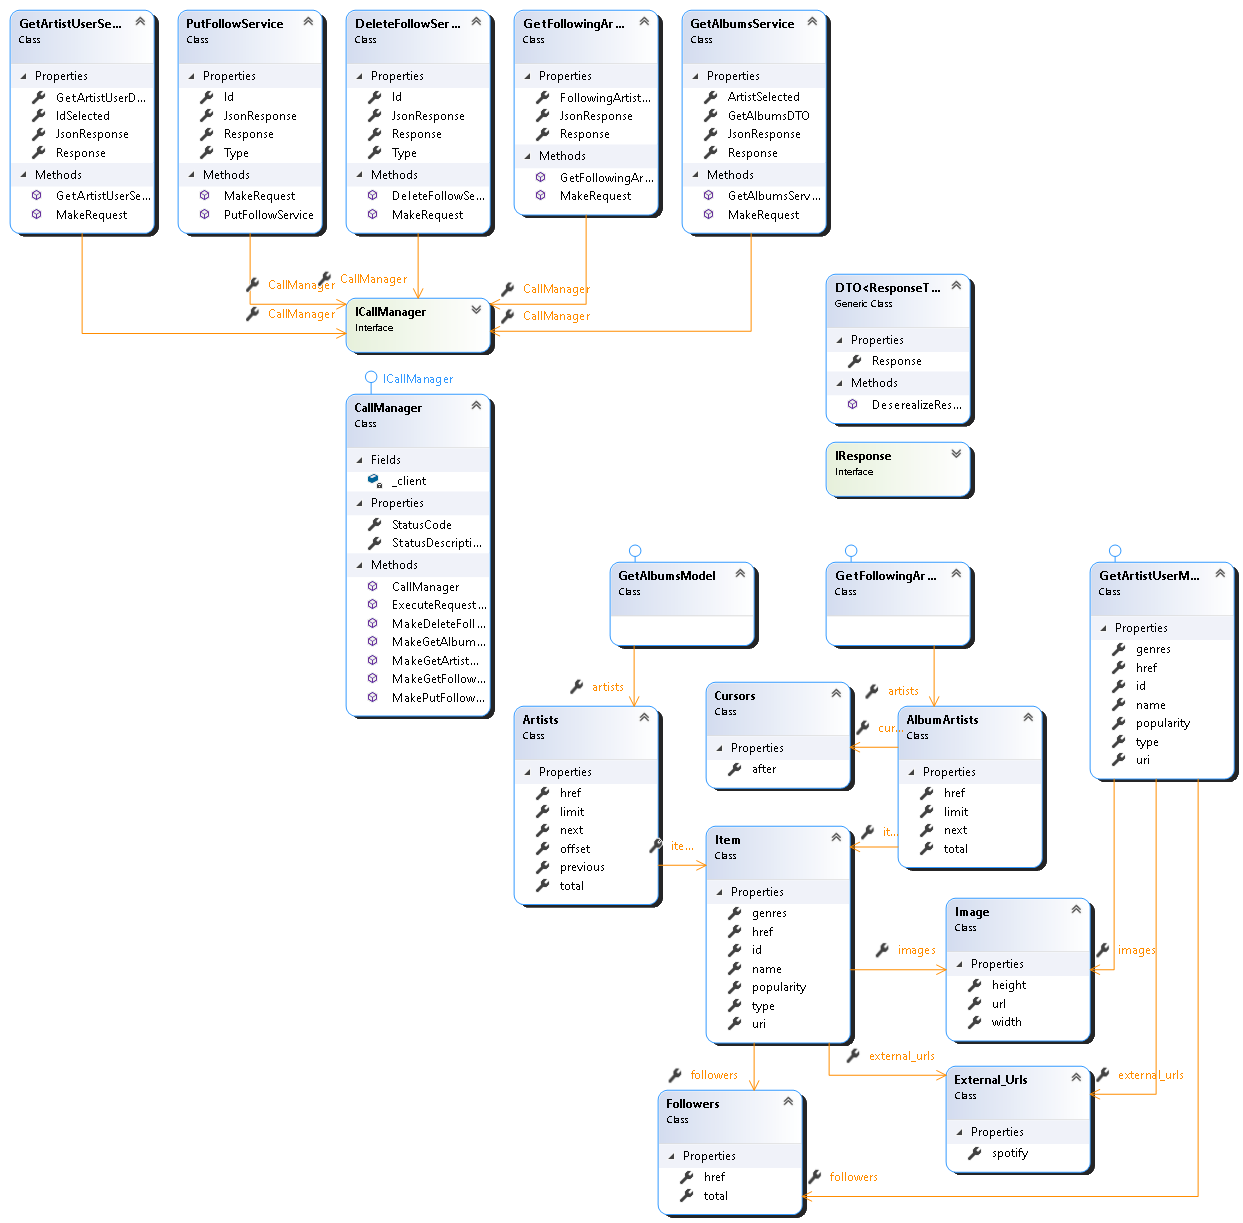 GetArtistUserSe...
Class
Properties
GetArtistUserD...
IdSelected
JsonResponse
Response
Methods
GetArtistUserSe...
MakeRequest
PutFollowService
Class
Properties
Id
JsonResponse
Response
Type
Methods
MakeRequest
PutFollowService
DeleteFollowSer...
Class
Properties
Id
JsonResponse
Response
Type
Methods
DeleteFollowSe...
MakeRequest
GetFollowingAr...
Class
Properties
FollowingArtist...
JsonResponse
Response
Methods
GetFollowingAr...
MakeRequest
GetAlbumsService
Class
Properties
ArtistSelected
GetAlbumsDTO
JsonResponse
Response
Methods
GetAlbumsServ...
MakeRequest
CallManager
CallManager
CallManager
CallManager
CallManager
ICallManager
Interface
ICallManager
CallManager
Class
Fields
_client
Properties
StatusCode
StatusDescripti...
Methods
CallManager
ExecuteRequest...
MakeDeleteFoll...
MakeGetAlbum...
MakeGetArtist...
MakeGetFollow...
MakePutFollow...
DTO<ResponseT...
Generic Class
Properties
Response
Methods
DeserealizeRes...
IResponse
Interface
GetAlbumsModel
Class
GetFollowingAr...
Class
GetArtistUserM...
Class
Properties
genres
href
id
name
popularity
type
uri
artists
artists
Artists
Class
Properties
href
limit
next
offset
previous
total
Cursors
Class
Properties
after
cur...
AlbumArtists
Class
Properties
href
limit
next
total
ite...
it...
Item
Class
Properties
genres
href
id
name
popularity
type
uri
images
images
Image
Class
Properties
height
url
width
external_urls
external_urls
External_Urls
Class
Properties
spotify
followers
followers
Followers
Class
Properties
href
total